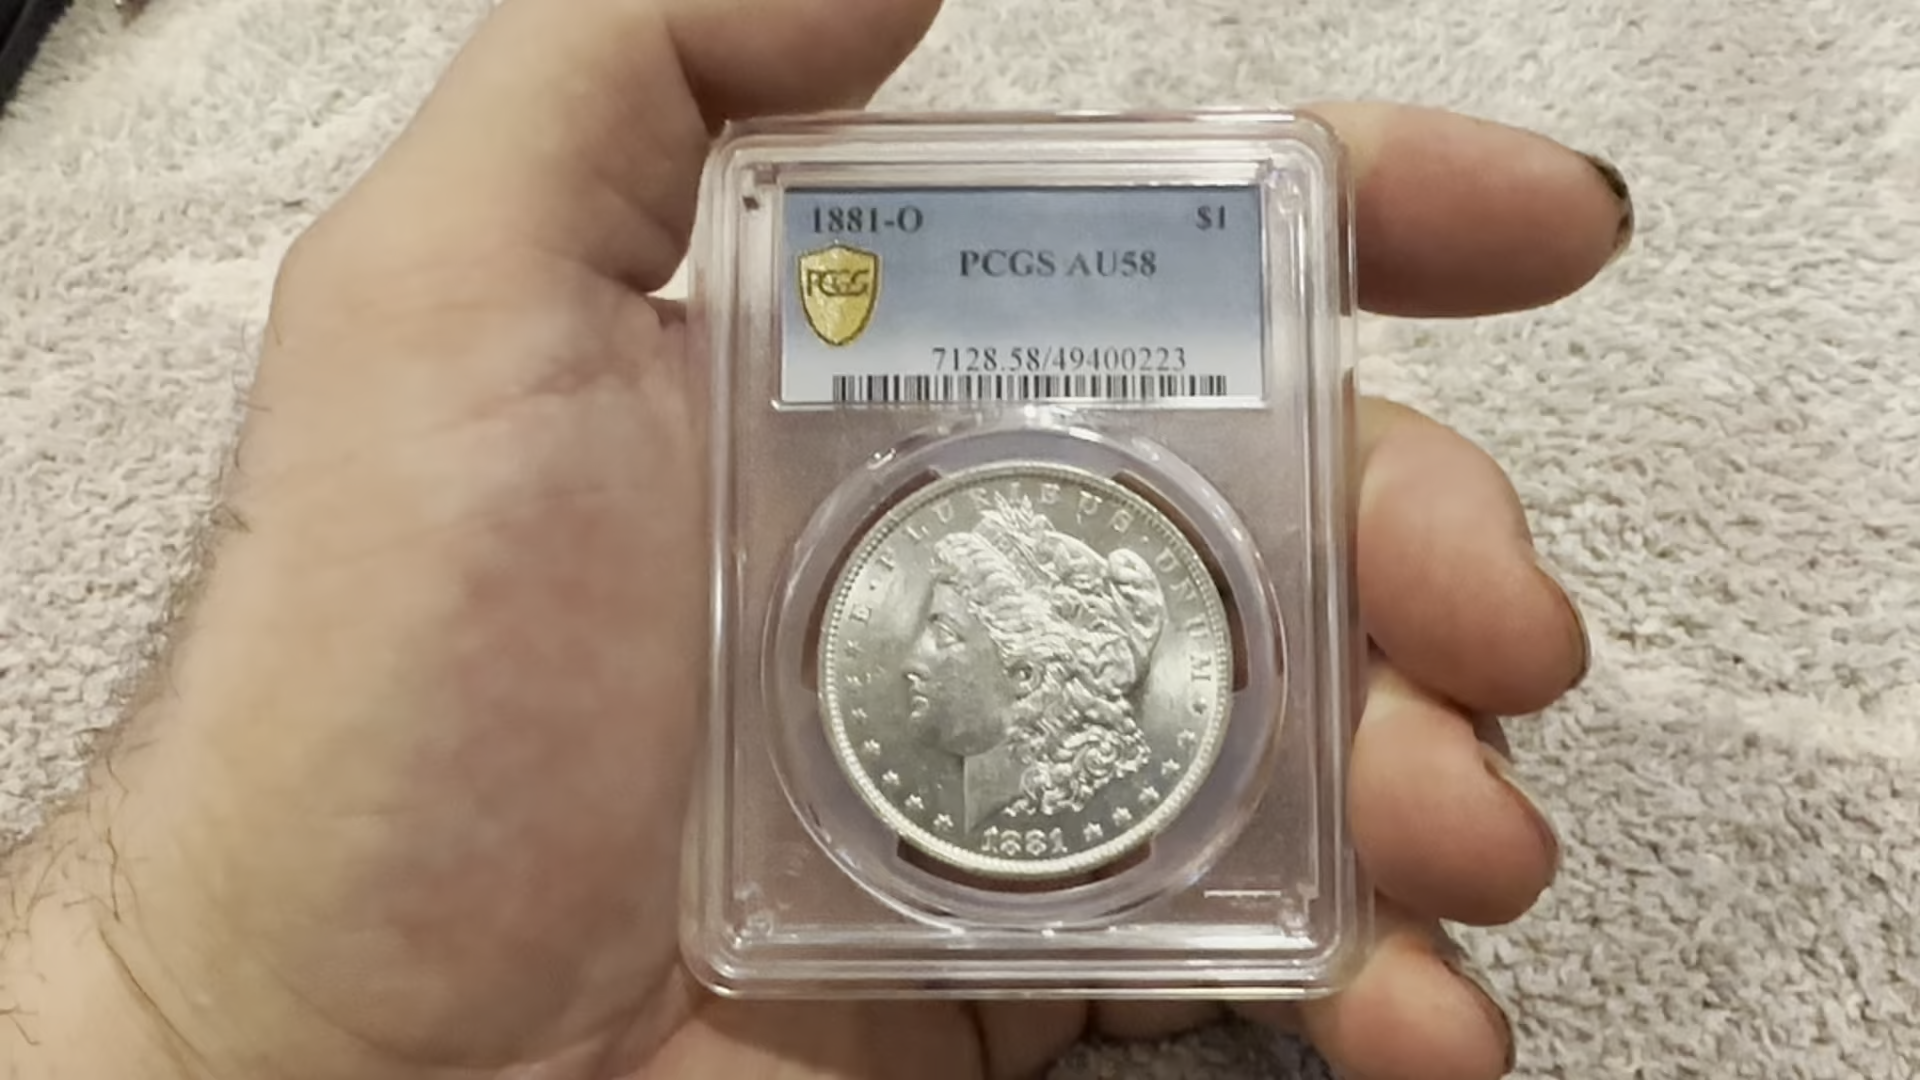 1881-O $1
PCGS AU58
PCGS
7128.58/49400223
E·PLURIBUS·UNUM
1881